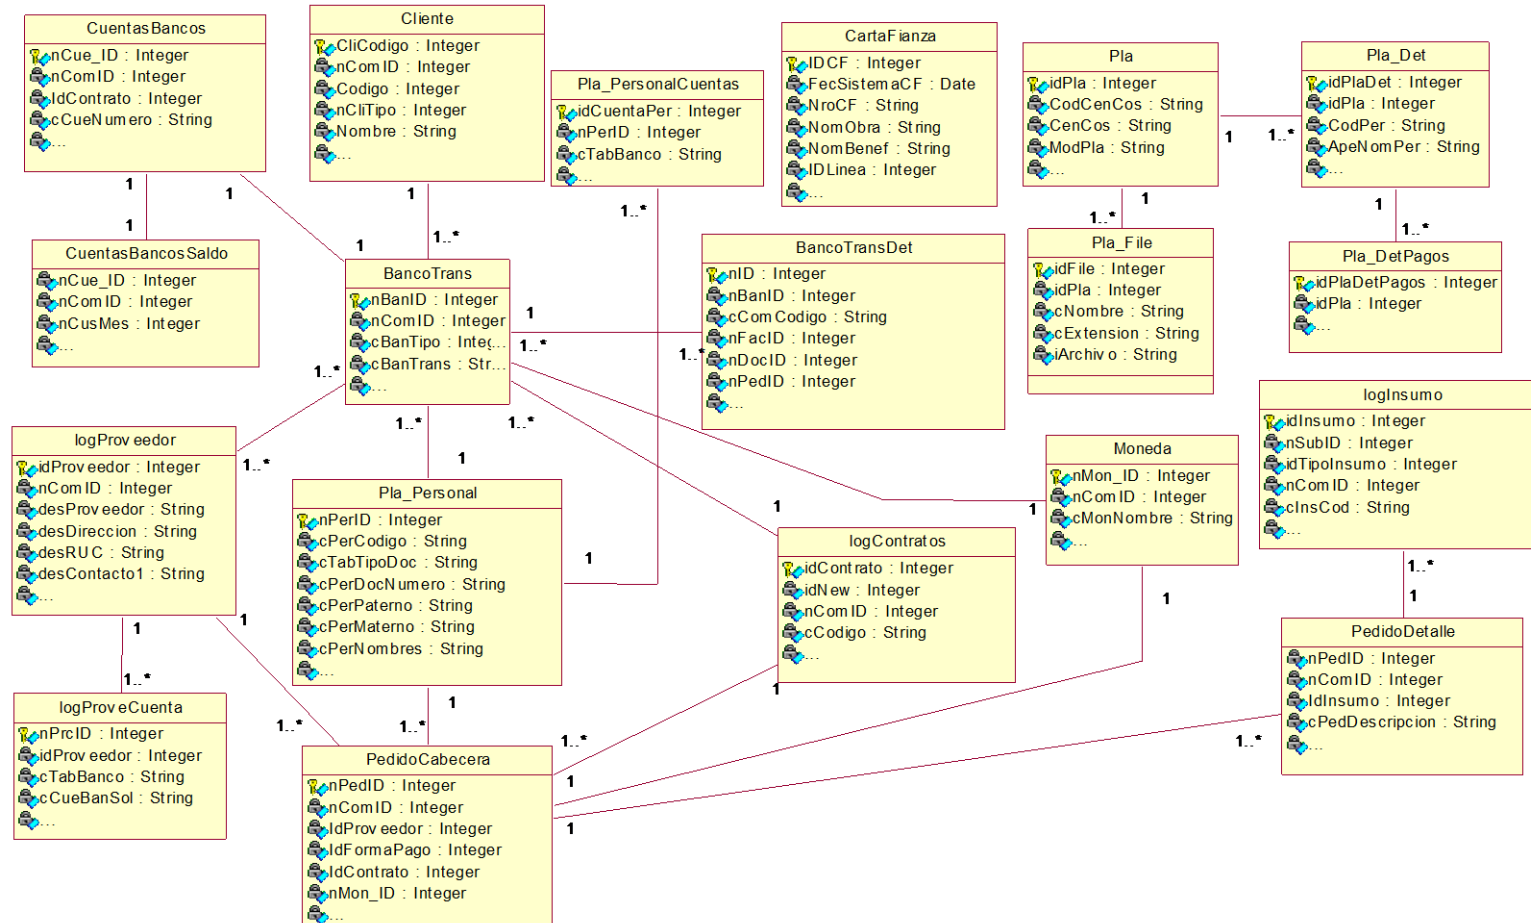 CuentasBancos
nCue_ID : Integer
nComID : Integer
IdContrato : Integer
cCueNumero : String
...
Cliente
CliCodigo : Integer
nComID : Integer
Codigo : Integer
nCliTipo : Integer
Nombre : String
...
Pla_PersonalCuentas
idCuentaPer : Integer
nPerID : Integer
cTabBanco : String
...
CartaFianza
IDCF : Integer
FecSistemaCF : Date
NroCF : String
NomObra : String
NomBenef : String
IDLinea : Integer
...
Pla
idPla : Integer
CodCenCos : String
CenCos : String
ModPla : String
...
Pla_Det
idPlaDet : Integer
idPla : Integer
CodPer : String
ApeNomPer : String
...
1
1..*
1
1
1
1..*
1
1..*
1
1..*
1
1..*
1
CuentasBancosSaldo
nCue_ID : Integer
nComID : Integer
nCusMes : Integer
...
BancoTrans
nBanID : Integer
nComID : Integer
cBanTipo : Integ...
cBanTrans : Str...
...
BancoTransDet
nID : Integer
nBanID : Integer
cComCodigo : String
nFacID : Integer
nDocID : Integer
nPedID : Integer
...
Pla_File
idFile : Integer
idPla : Integer
cNombre : String
cExtension : String
iArchivo : String
Pla_DetPagos
idPlaDetPagos : Integer
idPla : Integer
...
1
1..*
1..*
1..*
1..*
1..*
1..*
1
logProveedor
idProveedor : Integer
nComID : Integer
desProveedor : String
desDireccion : String
desRUC : String
desContacto1 : String
...
Pla_Personal
nPerID : Integer
cPerCodigo : String
cTabTipoDoc : String
cPerDocNumero : String
cPerPaterno : String
cPerMaterno : String
cPerNombres : String
...
1
1
1
logContratos
idContrato : Integer
idNew : Integer
nComID : Integer
cCodigo : String
...
Moneda
nMon_ID : Integer
nComID : Integer
cMonNombre : String
...
logInsumo
idInsumo : Integer
nSubID : Integer
idTipoInsumo : Integer
nComID : Integer
cInsCod : String
...
1..*
1
1
1
1
1..*
1..*
1
1..*
1
1..*
1
1
1..*
logProveCuenta
nPrcID : Integer
idProveedor : Integer
cTabBanco : String
cCueBanSol : String
...
PedidoCabecera
nPedID : Integer
nComID : Integer
IdProveedor : Integer
IdFormaPago : Integer
IdContrato : Integer
nMon_ID : Integer
...
PedidoDetalle
nPedID : Integer
nComID : Integer
IdInsumo : Integer
cPedDescripcion : String
...